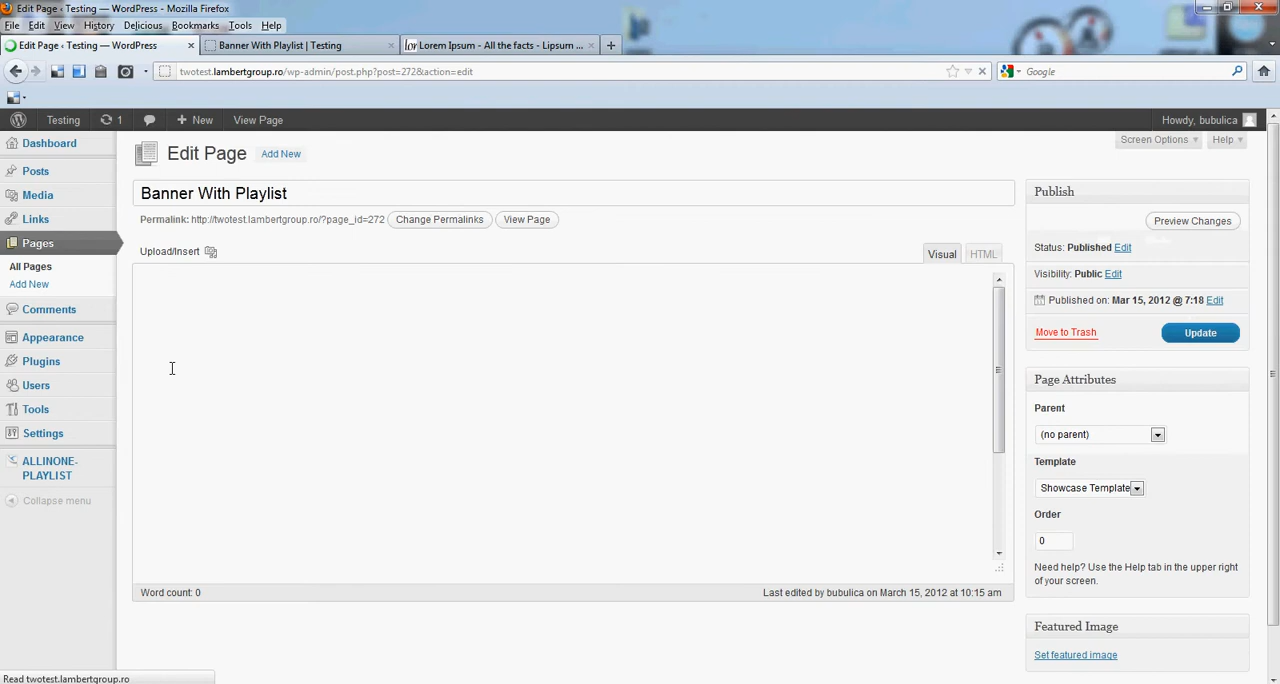 Edit Page ‹ Testing — WordPress - Mozilla Firefox
File Edit View History Delicious Bookmarks Tools Help
Edit Page ‹ Testing — WordPress × Banner With Playlist | Testing × Lorem Ipsum - All the facts - Lipsum ... × +
twotest.lambertgroup.ro/wp-admin/post.php?post=272&action=edit Google
Testing 1 + New View Page Howdy, bubulica
Screen Options Help
Dashboard
Posts
Media
Links
Pages
All Pages
Add New
Comments
Appearance
Plugins
Users
Tools
Settings
ALLINONE-
PLAYLIST
Collapse menu
Edit Page Add New
Banner With Playlist
Permalink: http://twotest.lambertgroup.ro/?page_id=272 Change Permalinks View Page
Upload/Insert Visual HTML
Word count: 0 Last edited by bubulica on March 15, 2012 at 10:15 am
Publish
Preview Changes
Status: Published Edit
Visibility: Public Edit
Published on: Mar 15, 2012 @ 7:18 Edit
Move to Trash Update
Page Attributes
Parent
(no parent)
Template
Showcase Template
Order
0
Need help? Use the Help tab in the upper right
of your screen.
Featured Image
Set featured image
Read twotest.lambertgroup.ro